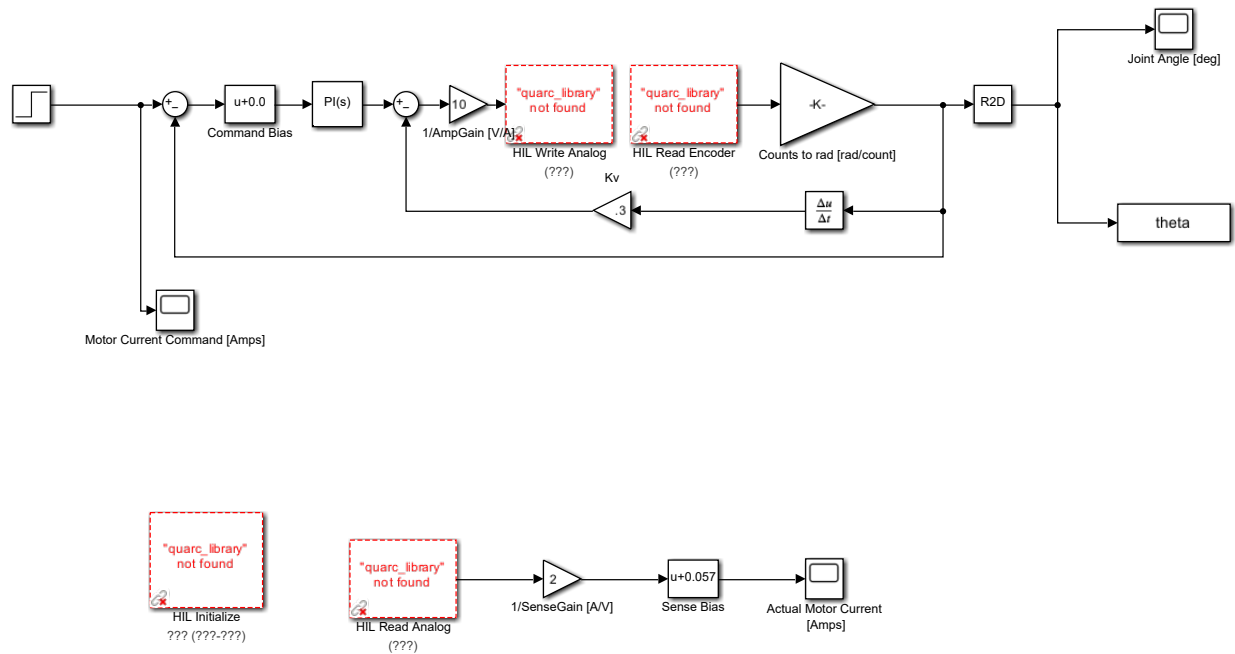 Joint Angle [deg]
+
−
u+0.0
Command Bias
PI(s)
+
−
10
1/AmpGain [V/A]
"quarc_library"
not found
HIL Write Analog
(???)
"quarc_library"
not found
HIL Read Encoder
(???)
-K-
Counts to rad [rad/count]
R2D
Kv
.3
Δu
Δt
theta
Motor Current Command [Amps]
"quarc_library"
not found
HIL Initialize
??? (???-???)
"quarc_library"
not found
HIL Read Analog
(???)
2
1/SenseGain [A/V]
u+0.057
Sense Bias
Actual Motor Current
[Amps]